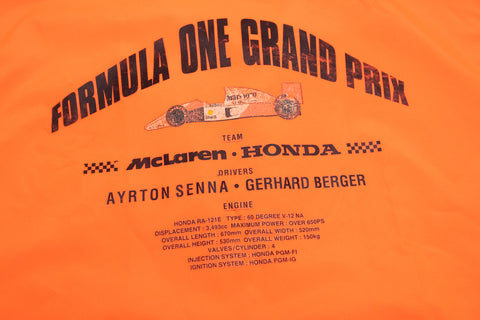 FORMULA ONE GRAND PRIX
TEAM
McLaren · HONDA
DRIVERS
AYRTON SENNA · GERHARD BERGER
ENGINE
HONDA RA-121E TYPE : 60 DEGREE V-12 NA
DISPLACEMENT : 3,493cc MAXIMUM POWER : OVER 650PS
OVERALL LENGTH : 670mm OVERALL WIDTH : 520mm
OVERALL HEIGHT : 530mm OVERALL WEIGHT : 150kg
VALVES/CYLINDER : 4
INJECTION SYSTEM : HONDA PGM-FI
IGNITION SYSTEM : HONDA PGM-IG